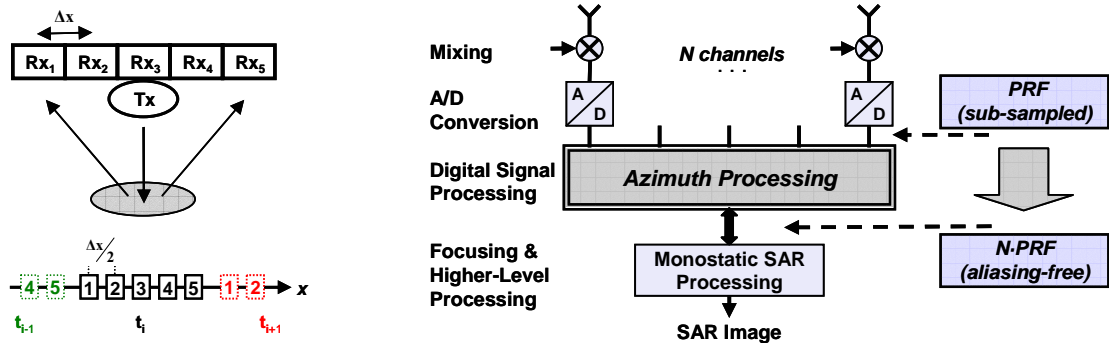 Δx
Rx₁ Rx₂ Rx₃ Rx₄ Rx₅
Tx
Δx/2
4 5 1 2 3 4 5 1 2 x
tᵢ₋₁ tᵢ tᵢ₊₁
Mixing
N channels
. . .
A/D
Conversion
A
D
A
D
PRF
(sub-sampled)
Digital Signal
Processing
Azimuth Processing
Focusing &
Higher-Level
Processing
Monostatic SAR
Processing
N·PRF
(aliasing-free)
SAR Image